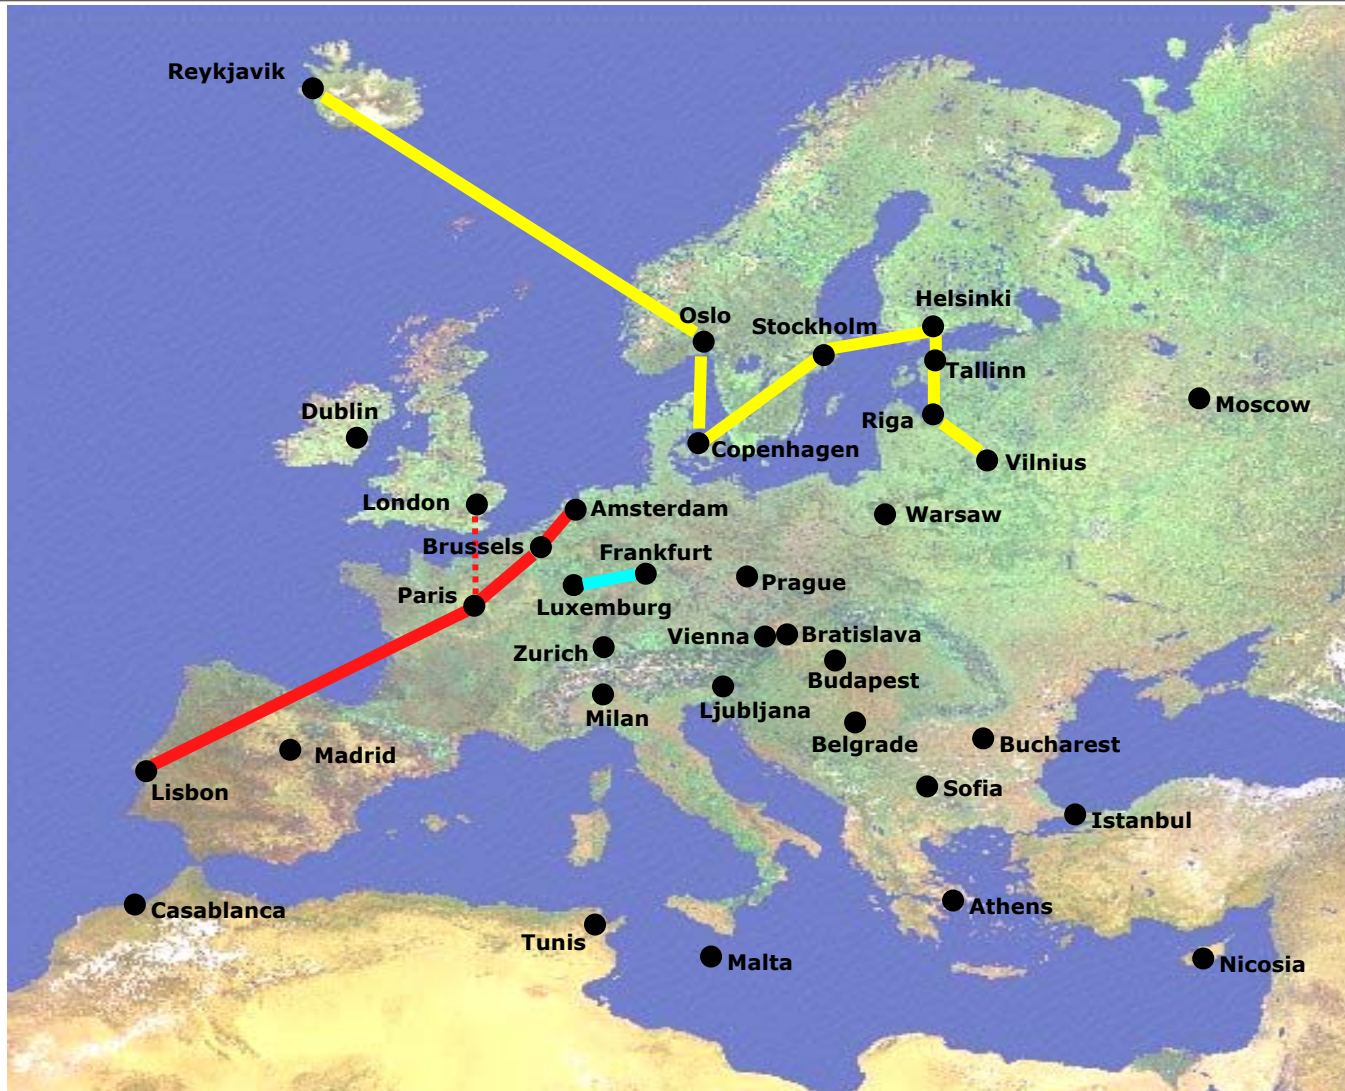 Reykjavik
Helsinki
Oslo
Stockholm
Tallinn
Moscow
Dublin
Riga
Copenhagen
Vilnius
London
Amsterdam
Warsaw
Brussels
Frankfurt
Prague
Paris
Luxemburg
Vienna
Bratislava
Zurich
Budapest
Milan
Ljubljana
Belgrade
Bucharest
Madrid
Lisbon
Sofia
Istanbul
Casablanca
Athens
Tunis
Malta
Nicosia